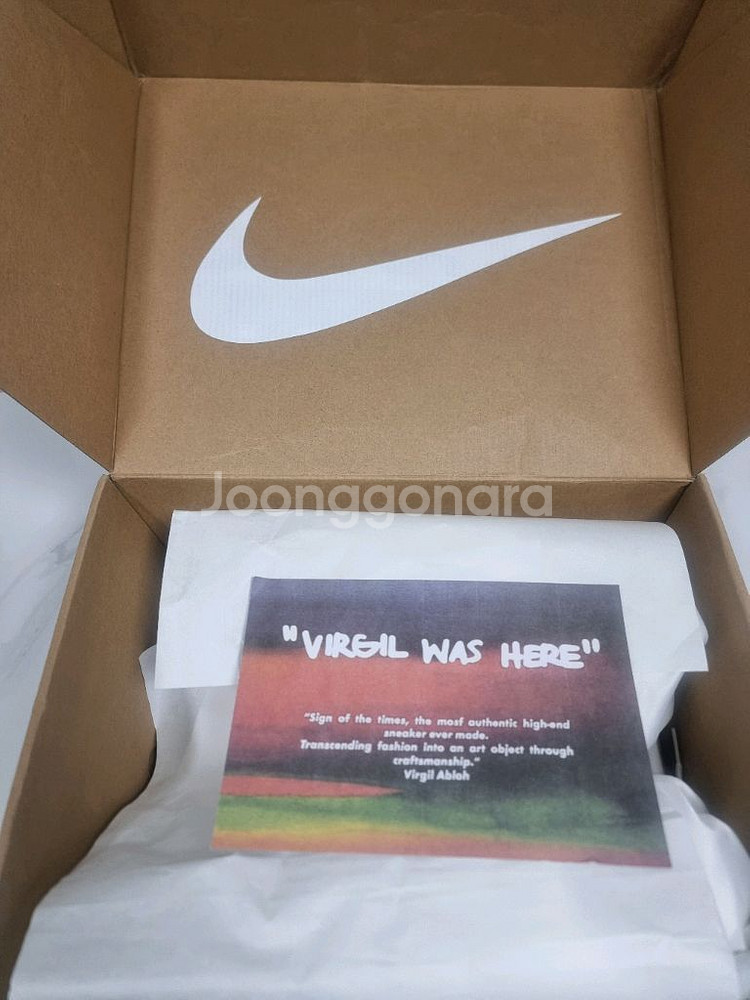 Joonggonara
"VIRGIL WAS HERE"
"Sign of the times, the most authentic high-end
sneaker ever made.
Transcending fashion into an art object through
craftsmanship."
Virgil Abloh